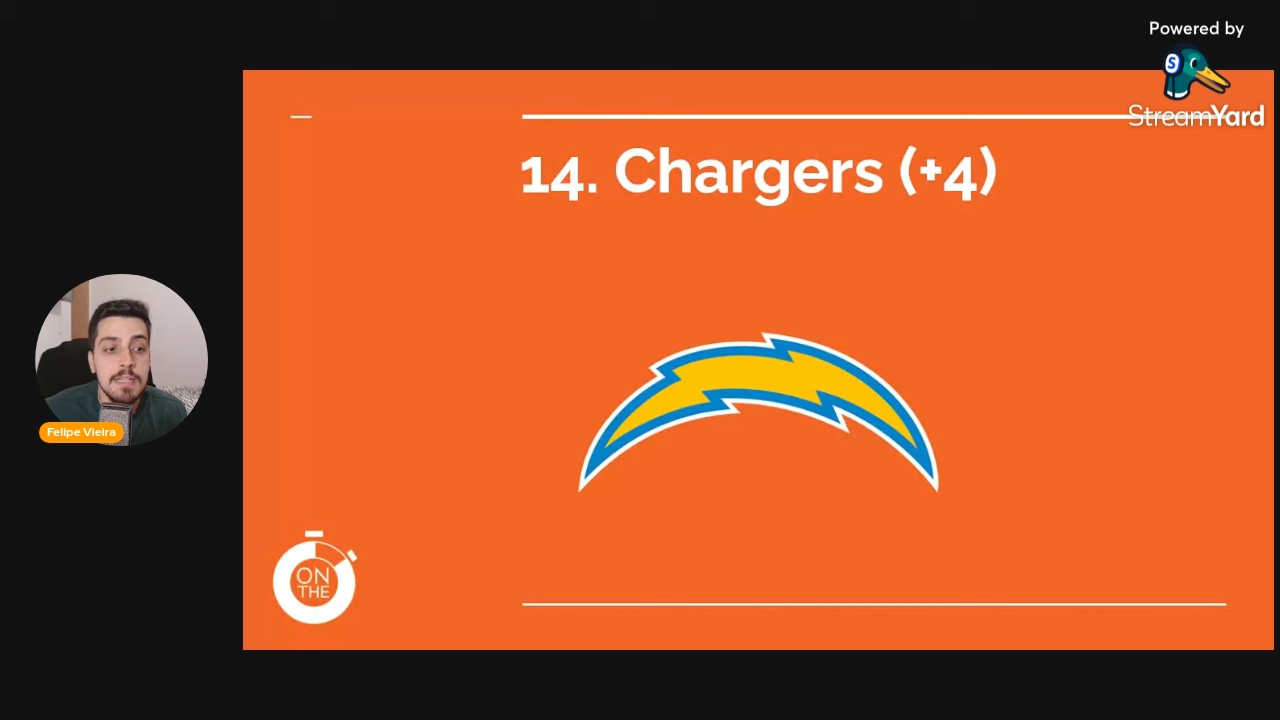 Powered by
StreamYard
14. Chargers (+4)
Felipe Vieira
ON
THE